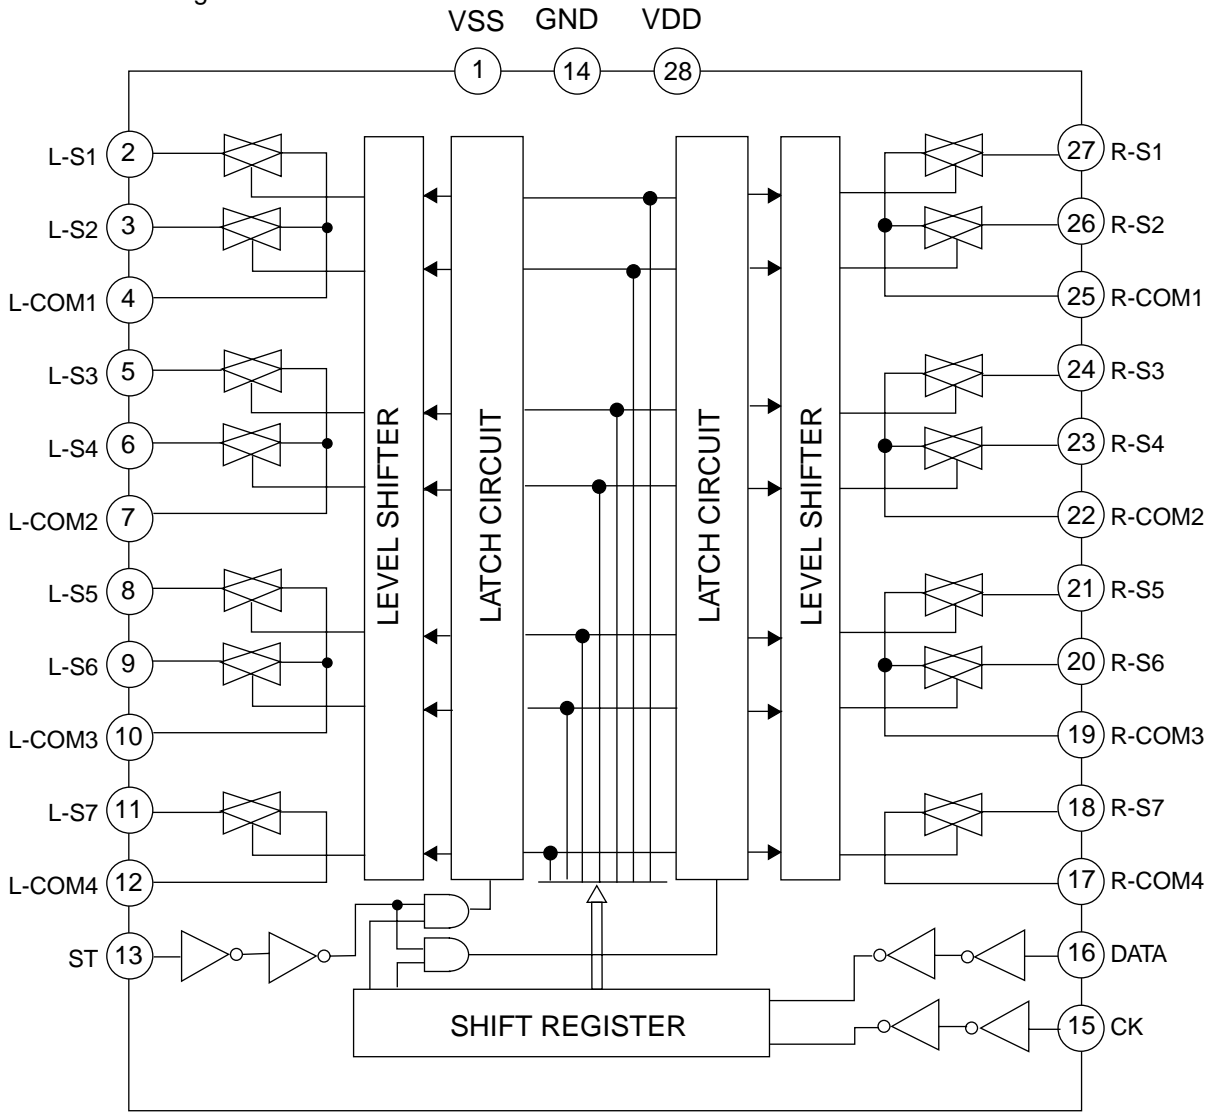 VSS GND VDD
1 14 28
L-S1 2
L-S2 3
L-COM1 4
L-S3 5
L-S4 6
L-COM2 7
L-S5 8
L-S6 9
L-COM3 10
L-S7 11
L-COM4 12
ST 13
LEVEL SHIFTER
LATCH CIRCUIT
LATCH CIRCUIT
LEVEL SHIFTER
27 R-S1
26 R-S2
25 R-COM1
24 R-S3
23 R-S4
22 R-COM2
21 R-S5
20 R-S6
19 R-COM3
18 R-S7
17 R-COM4
16 DATA
15 CK
SHIFT REGISTER